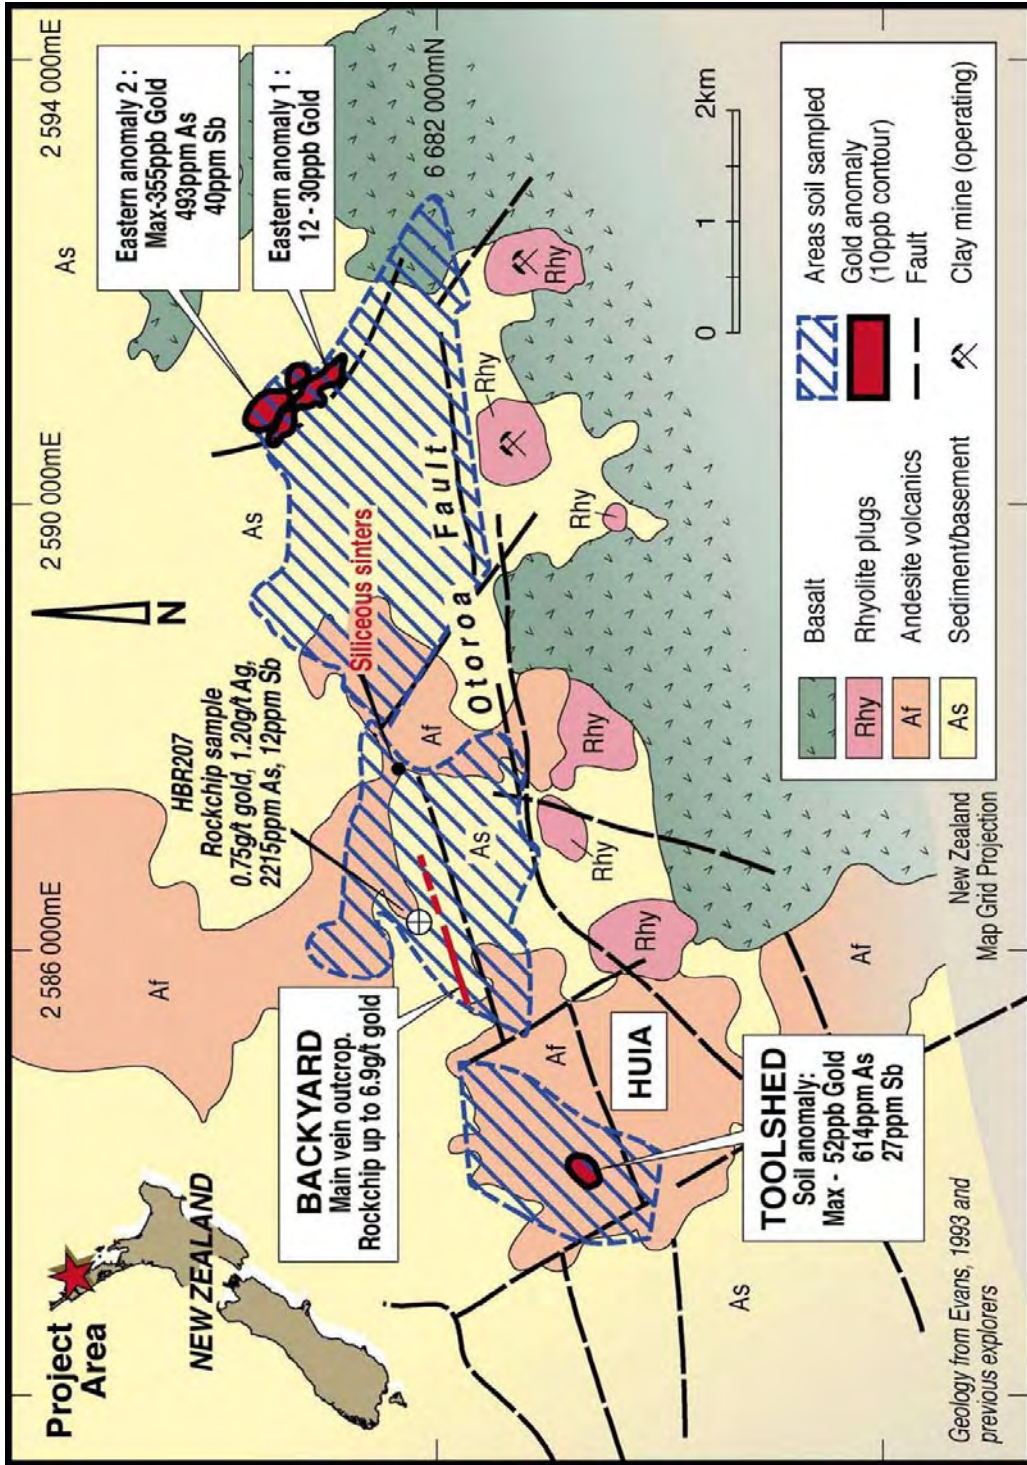 Project
Area
NEW ZEALAND
2 586 000mE
2 590 000mE
2 594 000mE
6 682 000mN
N
As
Af
HBR207
Rockchip sample
0.75g/t gold, 1.20g/t Ag,
2215ppm As, 12ppm Sb
As
Eastern anomaly 2 :
Max-355ppb Gold
493ppm As
40ppm Sb
Eastern anomaly 1 :
12 - 30ppb Gold
BACKYARD
Main vein outcrop.
Rockchip up to 6.9g/t gold
Siliceous sinters
Otoroa Fault
Af
As
Af
HUIA
Rhy
Rhy
Rhy
Rhy
Rhy
Rhy
TOOLSHED
Soil anomaly:
Max - 52ppb Gold
614ppm As
27ppm Sb
As
Af
0 1 2km
Geology from Evans, 1993 and
previous explorers
New Zealand
Map Grid Projection
Basalt
Rhy Rhyolite plugs
Af Andesite volcanics
As Sediment/basement
Areas soil sampled
Gold anomaly
(10ppb contour)
Fault
Clay mine (operating)